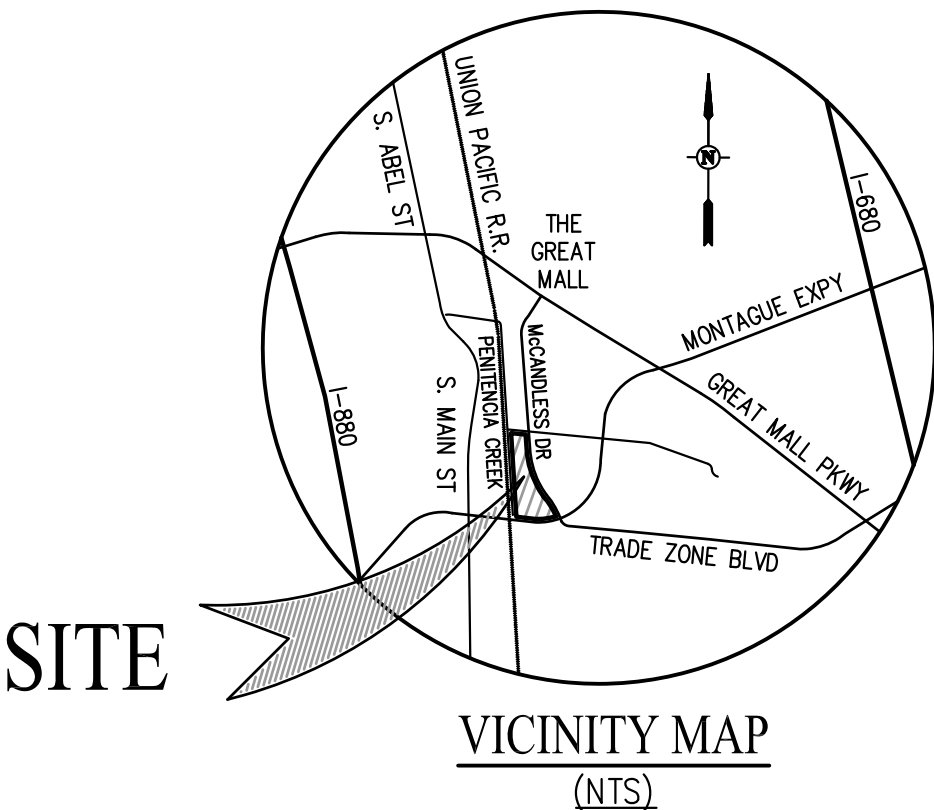 UNION PACIFIC R.R.
S. ABEL ST
N
I-680
THE
GREAT
MALL
MONTAGUE EXPY
McCANDLESS DR
PENITENCIA CREEK
S. MAIN ST
I-880
GREAT MALL PKWY
TRADE ZONE BLVD
SITE
VICINITY MAP
(NTS)